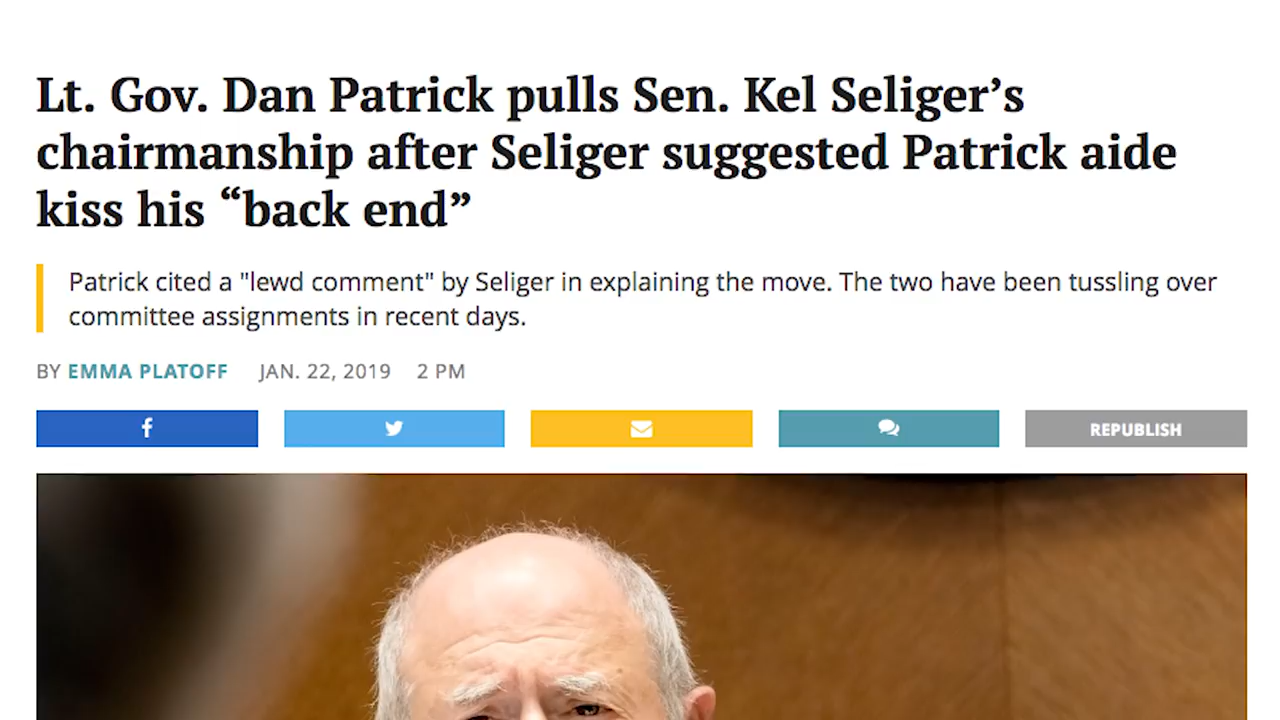 Lt. Gov. Dan Patrick pulls Sen. Kel Seliger’s
chairmanship after Seliger suggested Patrick aide
kiss his “back end”
Patrick cited a "lewd comment" by Seliger in explaining the move. The two have been tussling over
committee assignments in recent days.
BY EMMA PLATOFF JAN. 22, 2019 2 PM
REPUBLISH